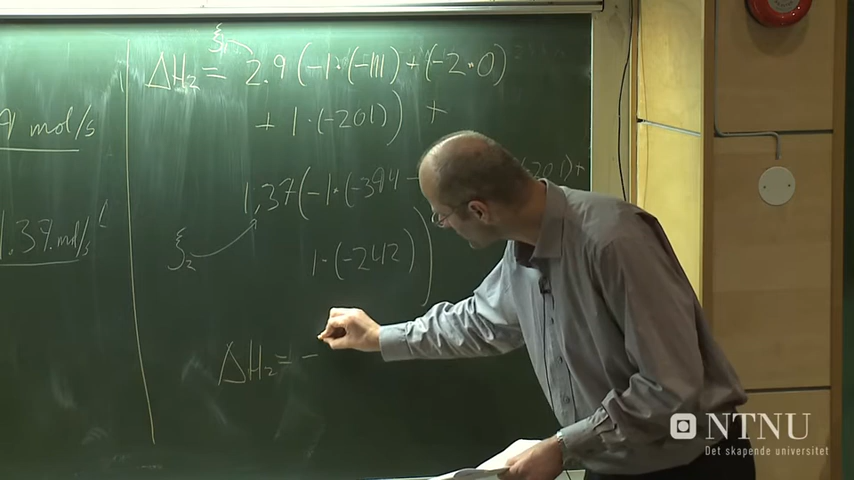 ξ₁
ΔH₂ = 2.9 (-1·(-111) + (-2·0)
+ 1·(-201)) +
1,37(-1·(-394
201)+
ξ₂
1·(-242))
ΔH₂ = -
mol/s
1.37 mol/s
NTNU
Det skapende universitet